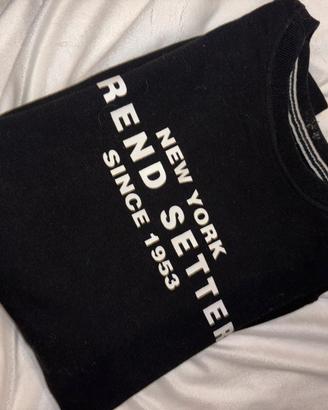 NEW YORK
REND SETTER
SINCE 1953